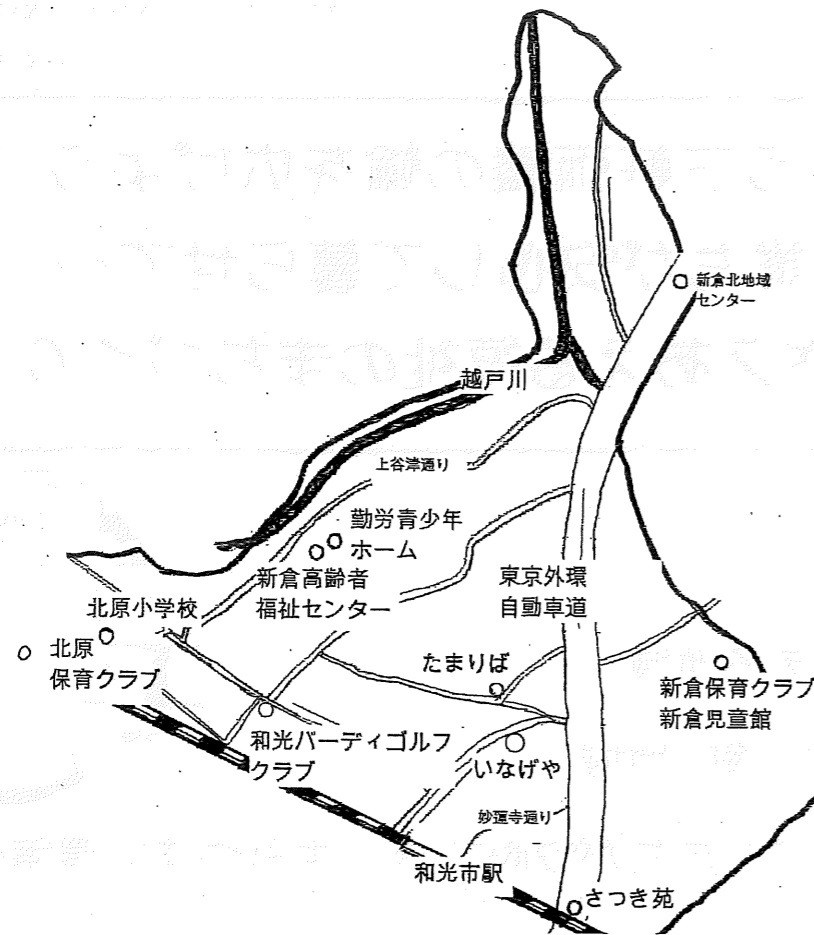 新倉北地域
センター
越戸川
上谷津通り
勤労青少年
ホーム
新倉高齢者
福祉センター
東京外環
自動車道
北原小学校
北原
保育クラブ
たまりば
新倉保育クラブ
新倉児童館
和光バーディゴルフ
クラブ
いなげや
妙蓮寺通り
和光市駅
さつき苑